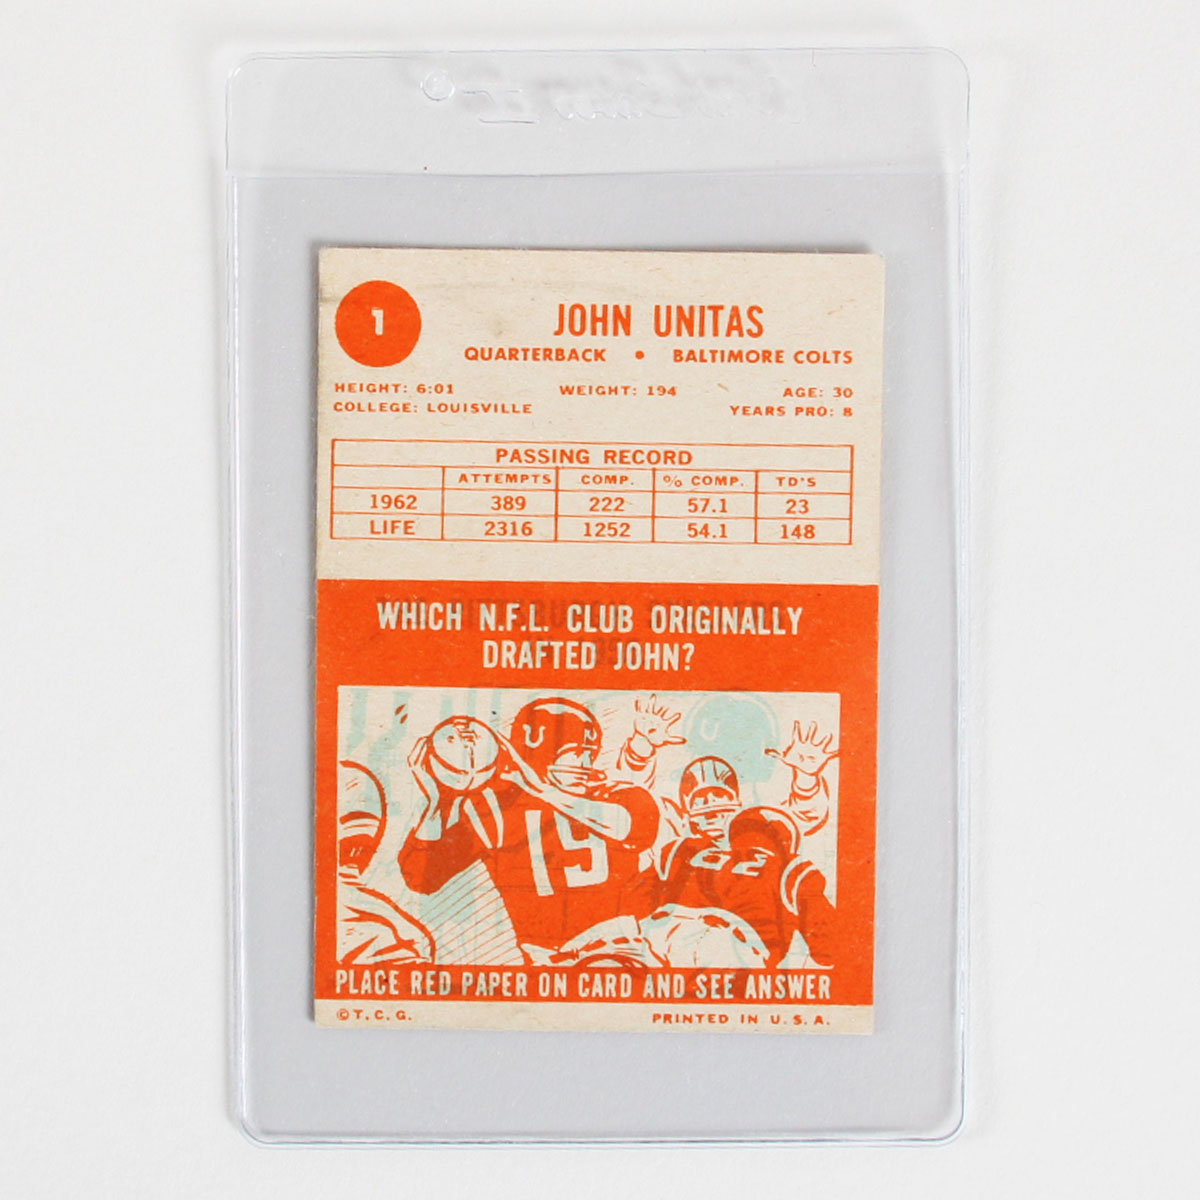 1
JOHN UNITAS
QUARTERBACK • BALTIMORE COLTS
HEIGHT: 6:01 WEIGHT: 194 AGE: 30
COLLEGE: LOUISVILLE YEARS PRO: 8
PASSING RECORD
ATTEMPTS COMP. % COMP. TD'S
1962 389 222 57.1 23
LIFE 2316 1252 54.1 148
WHICH N.F.L. CLUB ORIGINALLY
DRAFTED JOHN?
U
19
82
PLACE RED PAPER ON CARD AND SEE ANSWER
© T. C. G. PRINTED IN U. S. A.